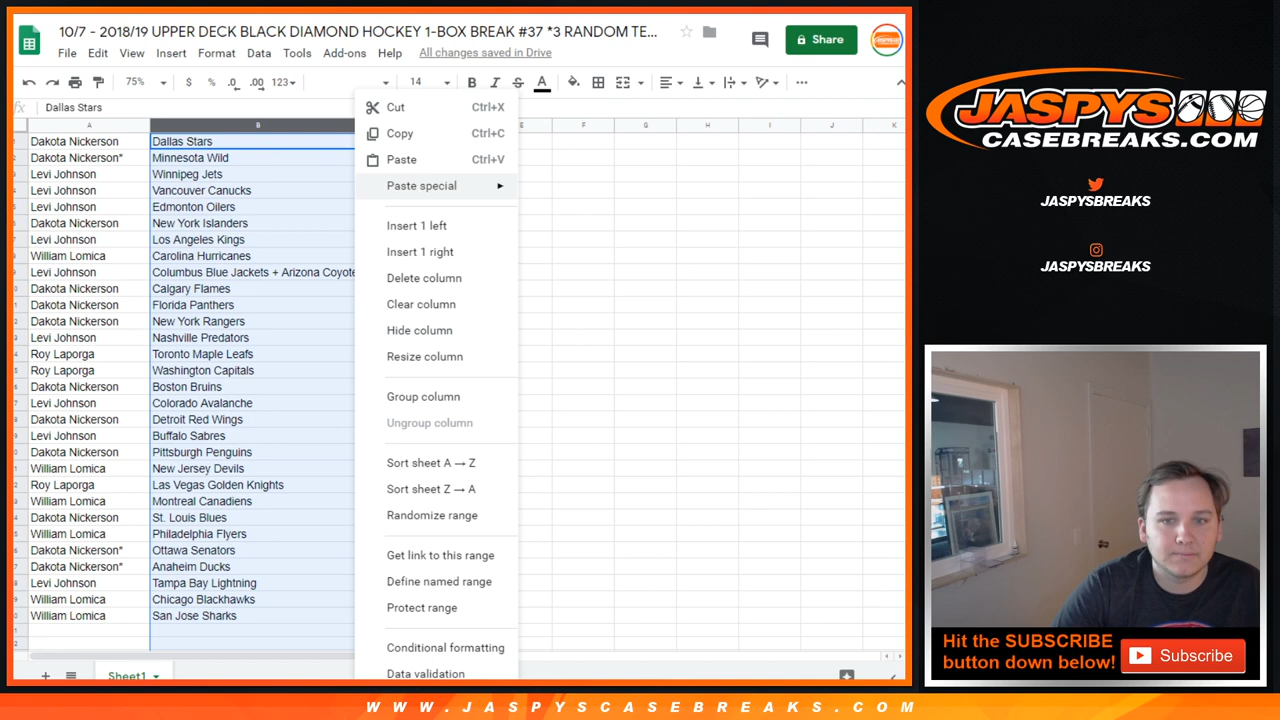 10/7 - 2018/19 UPPER DECK BLACK DIAMOND HOCKEY 1-BOX BREAK #37 *3 RANDOM TE...
Share
File Edit View Insert Format Data Tools Add-ons Help All changes saved in Drive
75% $ % .0 .00 123 14 B I S A
fx Dallas Stars
A B E F G H I J K
Dakota Nickerson Dallas Stars
Dakota Nickerson* Minnesota Wild
Levi Johnson Winnipeg Jets
Levi Johnson Vancouver Canucks
Levi Johnson Edmonton Oilers
Dakota Nickerson New York Islanders
Levi Johnson Los Angeles Kings
William Lomica Carolina Hurricanes
Levi Johnson Columbus Blue Jackets + Arizona Coyote
Dakota Nickerson Calgary Flames
Dakota Nickerson Florida Panthers
Dakota Nickerson New York Rangers
Levi Johnson Nashville Predators
Roy Laporga Toronto Maple Leafs
Roy Laporga Washington Capitals
Dakota Nickerson Boston Bruins
Levi Johnson Colorado Avalanche
Dakota Nickerson Detroit Red Wings
Levi Johnson Buffalo Sabres
Dakota Nickerson Pittsburgh Penguins
William Lomica New Jersey Devils
Roy Laporga Las Vegas Golden Knights
William Lomica Montreal Canadiens
Dakota Nickerson St. Louis Blues
William Lomica Philadelphia Flyers
Dakota Nickerson* Ottawa Senators
Dakota Nickerson* Anaheim Ducks
Levi Johnson Tampa Bay Lightning
William Lomica Chicago Blackhawks
William Lomica San Jose Sharks
Sheet1
Cut Ctrl+X
Copy Ctrl+C
Paste Ctrl+V
Paste special
Insert 1 left
Insert 1 right
Delete column
Clear column
Hide column
Resize column
Group column
Ungroup column
Sort sheet A → Z
Sort sheet Z → A
Randomize range
Get link to this range
Define named range
Protect range
Conditional formatting
Data validation
JASPYS
CASEBREAKS.COM
JASPYSBREAKS
JASPYSBREAKS
Hit the SUBSCRIBE
button down below!
Subscribe
WWW.JASPYSCASEBREAKS.COM